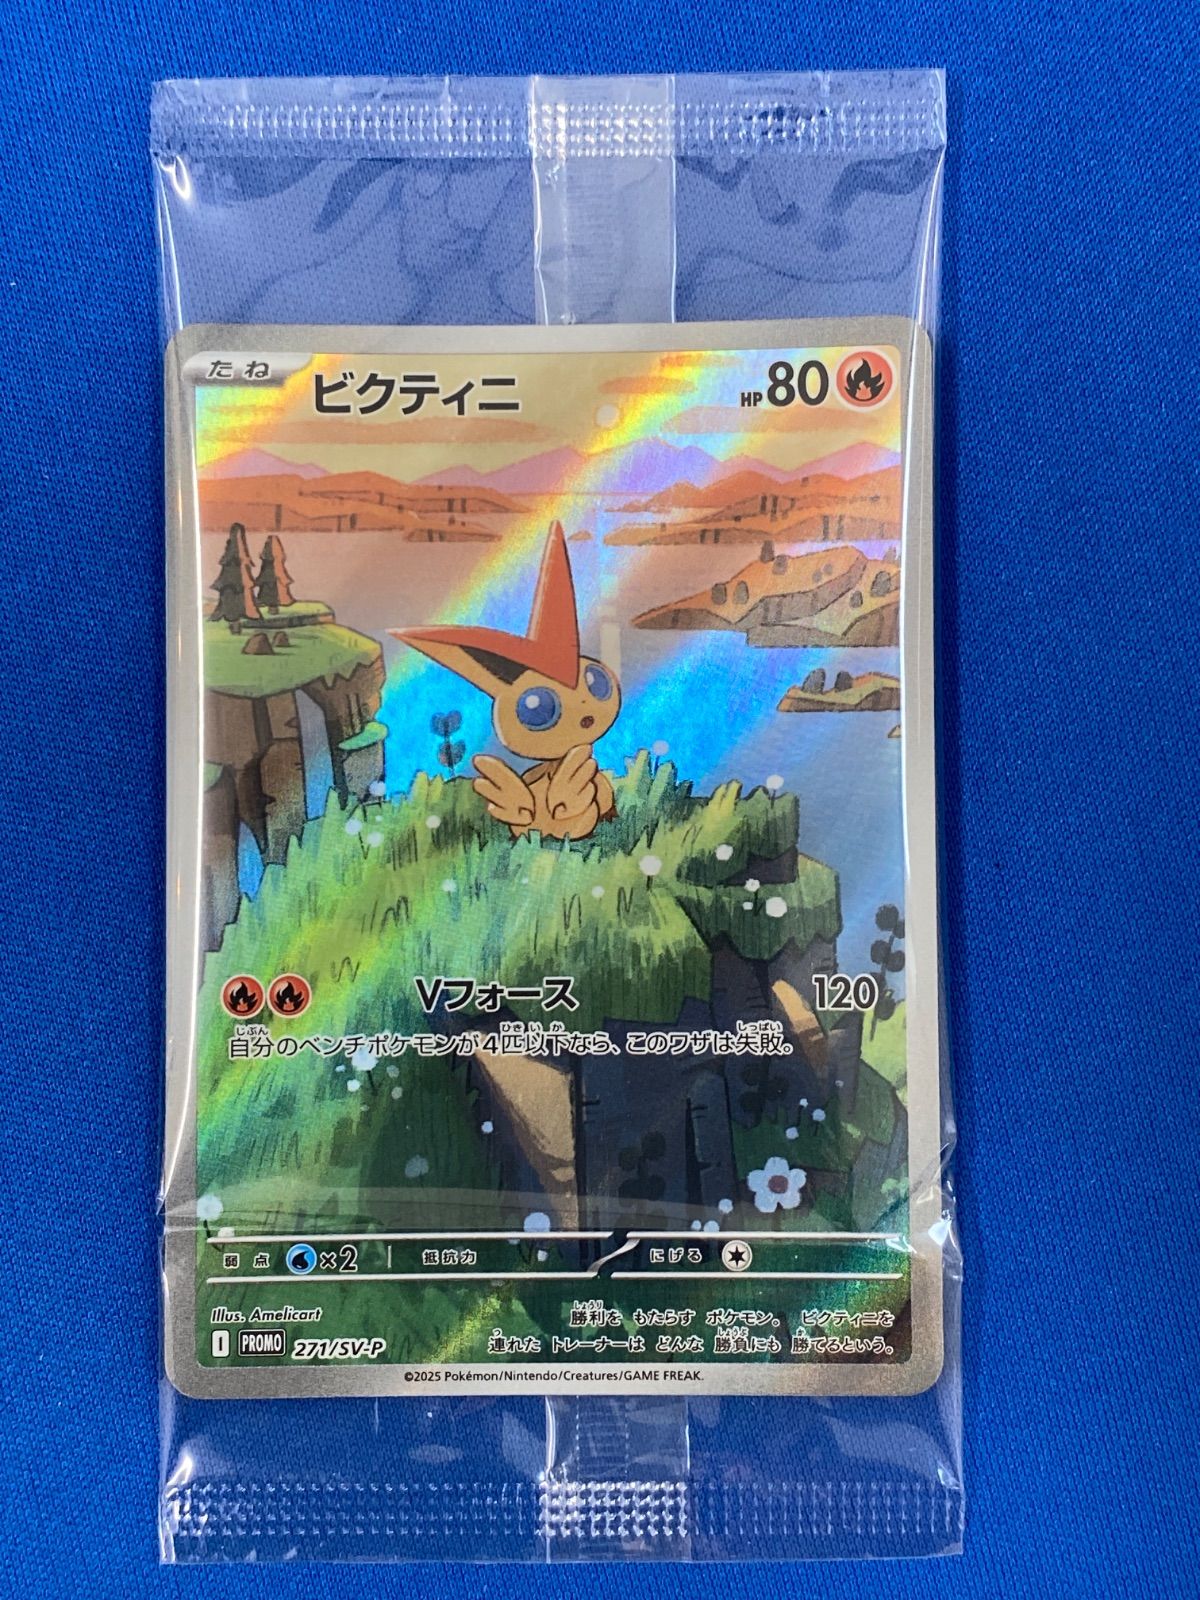 たね
ビクティニ
HP 80
Vフォース 120
自分のベンチポケモンが4匹以下なら、このワザは失敗。
弱点 ×2 抵抗力 にげる
Illus. Amelicart
勝利を もたらす ポケモン。 ビクティニを
連れた トレーナーは どんな 勝負にも 勝てるという。
I PROMO 271/SV-P
©2025 Pokémon/Nintendo/Creatures/GAME FREAK.